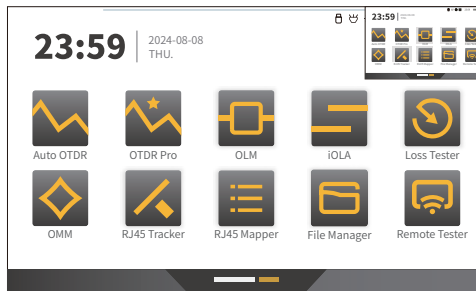 23:59
2024-08-08
THU.
23:59
Auto OTDR
OTDR Pro
OLM
iOLA
Loss Tester
OMM
RJ45 Tracker
RJ45 Mapper
File Manager
Remote Tester